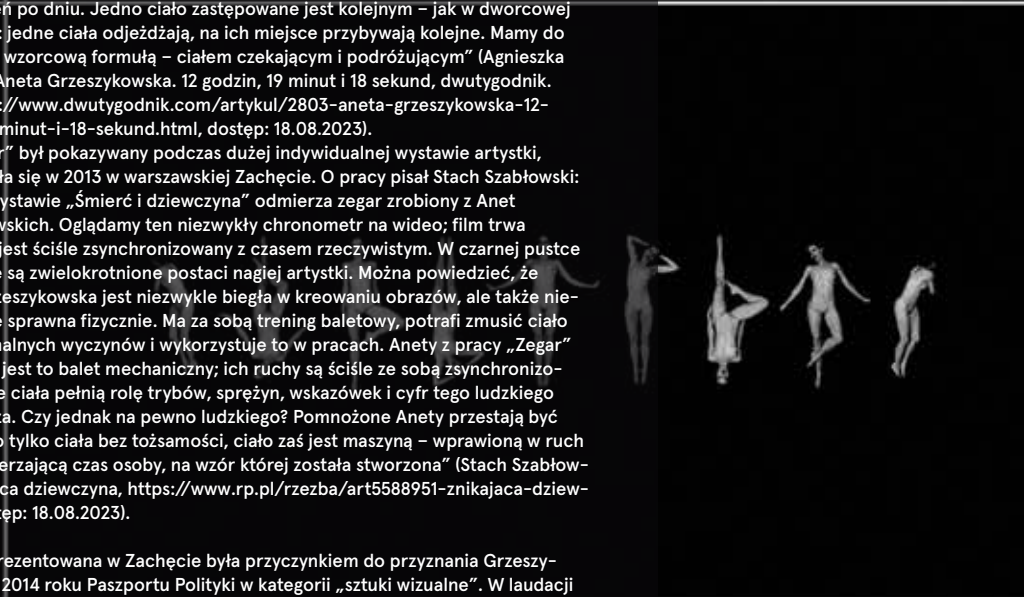 ń po dniu. Jedno ciało zastępowane jest kolejnym – jak w dworcowej
: jedne ciała odjeżdżają, na ich miejsce przybywają kolejne. Mamy do
wzorcową formułą – ciałem czekającym i podróżującym” (Agnieszka
Aneta Grzeszykowska. 12 godzin, 19 minut i 18 sekund, dwutygodnik.
://www.dwutygodnik.com/artykul/2803-aneta-grzeszykowska-12-
minut-i-18-sekund.html, dostęp: 18.08.2023).
r” był pokazywany podczas dużej indywidualnej wystawie artystki,
ła się w 2013 w warszawskiej Zachęcie. O pracy pisał Stach Szabłowski:
ystawie „Śmierć i dziewczyna” odmierza zegar zrobiony z Anet
wskich. Oglądamy ten niezwykły chronometr na wideo; film trwa
jest ściśle zsynchronizowany z czasem rzeczywistym. W czarnej pustce
e są zwielokrotnione postaci nagiej artystki. Można powiedzieć, że
zeszykowska jest niezwykle biegła w kreowaniu obrazów, ale także nie-
e sprawna fizycznie. Ma za sobą trening baletowy, potrafi zmusić ciało
nalnych wyczynów i wykorzystuje to w pracach. Anety z pracy „Zegar”
jest to balet mechaniczny; ich ruchy są ściśle ze sobą zsynchronizo-
e ciała pełnią rolę trybów, sprężyn, wskazówek i cyfr tego ludzkiego
za. Czy jednak na pewno ludzkiego? Pomnożone Anety przestają być
o tylko ciała bez tożsamości, ciało zaś jest maszyną – wprawioną w ruch
erzającą czas osoby, na wzór której została stworzona” (Stach Szabłow-
ca dziewczyna, https://www.rp.pl/rzezba/art5588951-znikajaca-dziew-
tęp: 18.08.2023).
rezentowana w Zachęcie była przyczynkiem do przyznania Grzeszy-
2014 roku Paszportu Polityki w kategorii „sztuki wizualne”. W laudacji